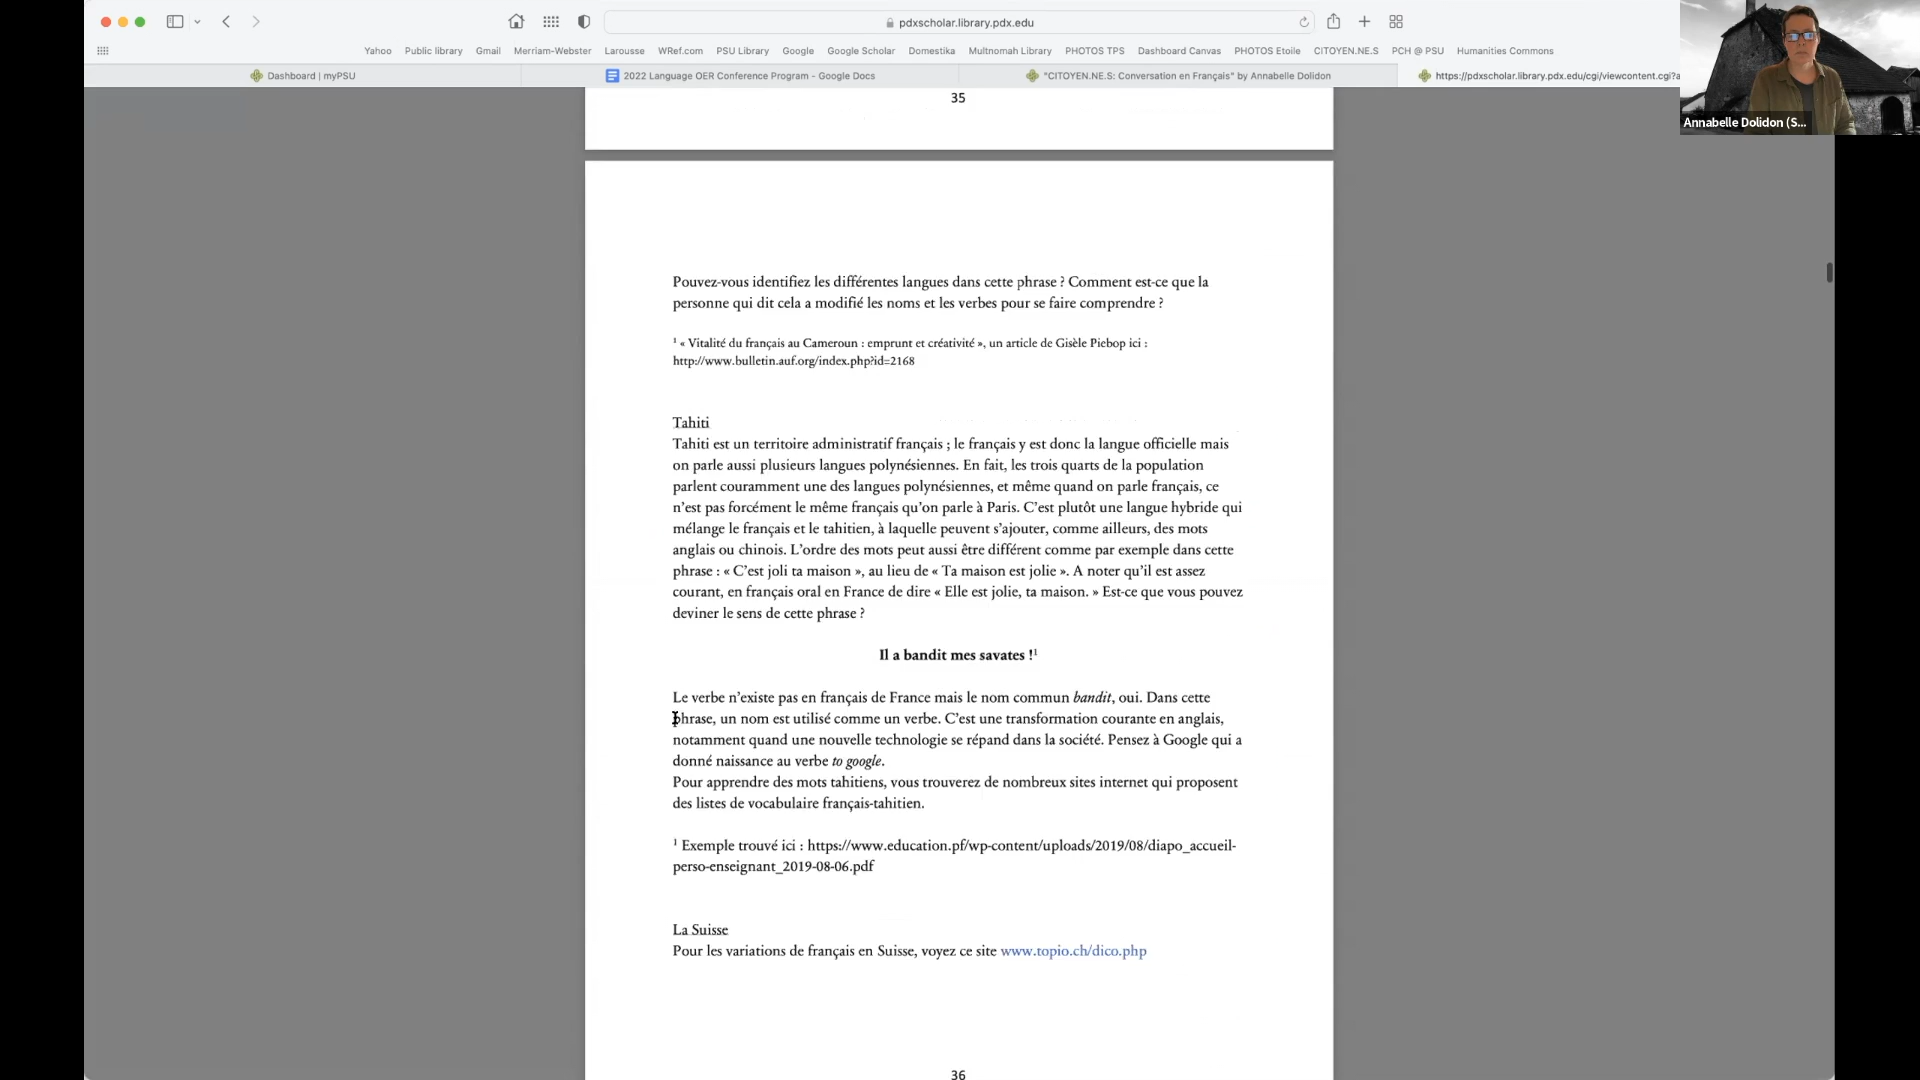 pdxscholar.library.pdx.edu
Yahoo Public library Gmail Merriam-Webster Larousse WRef.com PSU Library Google Google Scholar Domestika Multnomah Library PHOTOS TPS Dashboard Canvas PHOTOS Etoile CiTOYEN.NE.S PCH @ PSU Humanities Commons
Dashboard | myPSU
2022 Language OER Conference Program - Google Docs
"CITOYEN.NE.S: Conversation en Français" by Annabelle Dolidon
https://pdxscholar.library.pdx.edu/cgi/viewcontent.cgi?a
Annabelle Dolidon (S...
35
Pouvez-vous identifiez les différentes langues dans cette phrase ? Comment est-ce que la
personne qui dit cela a modifié les noms et les verbes pour se faire comprendre ?
¹ « Vitalité du français au Cameroun : emprunt et créativité », un article de Gisèle Piebop ici :
http://www.bulletin.auf.org/index.php?id=2168
Tahiti
Tahiti est un territoire administratif français ; le français y est donc la langue officielle mais
on parle aussi plusieurs langues polynésiennes. En fait, les trois quarts de la population
parlent couramment une des langues polynésiennes, et même quand on parle français, ce
n’est pas forcément le même français qu’on parle à Paris. C’est plutôt une langue hybride qui
mélange le français et le tahitien, à laquelle peuvent s’ajouter, comme ailleurs, des mots
anglais ou chinois. L’ordre des mots peut aussi être différent comme par exemple dans cette
phrase : « C’est joli ta maison », au lieu de « Ta maison est jolie ». A noter qu’il est assez
courant, en français oral en France de dire « Elle est jolie, ta maison. » Est-ce que vous pouvez
deviner le sens de cette phrase ?
Il a bandit mes savates !¹
Le verbe n’existe pas en français de France mais le nom commun bandit, oui. Dans cette
phrase, un nom est utilisé comme un verbe. C’est une transformation courante en anglais,
notamment quand une nouvelle technologie se répand dans la société. Pensez à Google qui a
donné naissance au verbe to google.
Pour apprendre des mots tahitiens, vous trouverez de nombreux sites internet qui proposent
des listes de vocabulaire français-tahitien.
¹ Exemple trouvé ici : https://www.education.pf/wp-content/uploads/2019/08/diapo_accueil-
perso-enseignant_2019-08-06.pdf
La Suisse
Pour les variations de français en Suisse, voyez ce site www.topio.ch/dico.php
36